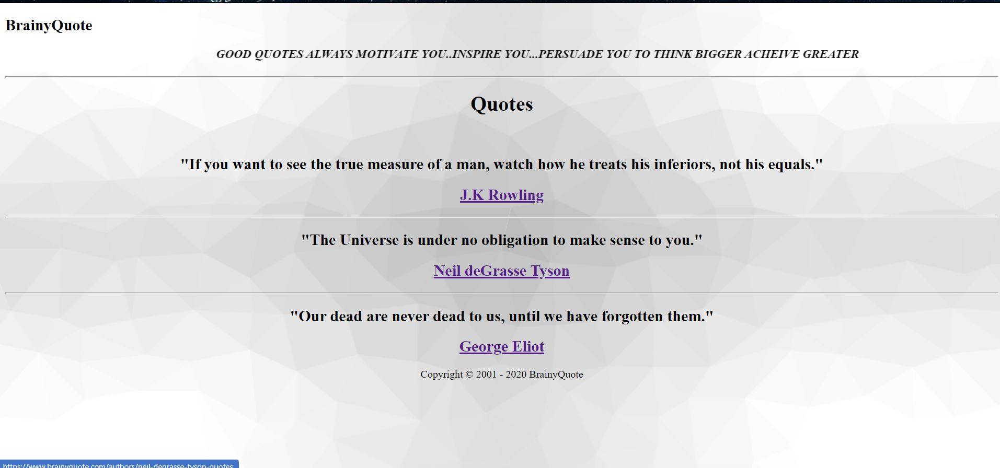 BrainyQuote
GOOD QUOTES ALWAYS MOTIVATE YOU..INSPIRE YOU...PERSUADE YOU TO THINK BIGGER ACHEIVE GREATER
Quotes
"If you want to see the true measure of a man, watch how he treats his inferiors, not his equals."
J.K Rowling
"The Universe is under no obligation to make sense to you."
Neil deGrasse Tyson
"Our dead are never dead to us, until we have forgotten them."
George Eliot
Copyright © 2001 - 2020 BrainyQuote
https://www.brainyquote.com/authors/neil-degrasse-tyson-quotes